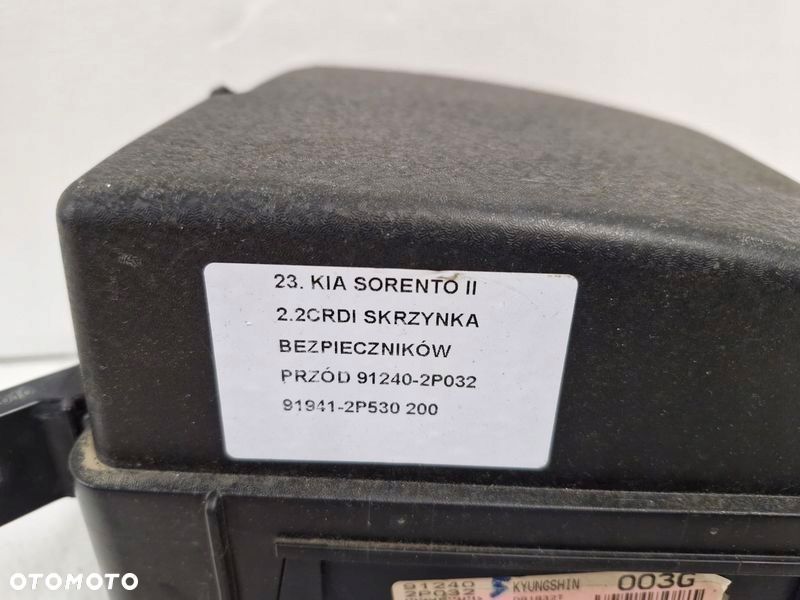 23. KIA SORENTO II
2.2CRDI SKRZYNKA
BEZPIECZNIKÓW
PRZÓD 91240-2P032
91941-2P530 200
91240
2P032
KYUNGSHIN
003G
OTOMOTO